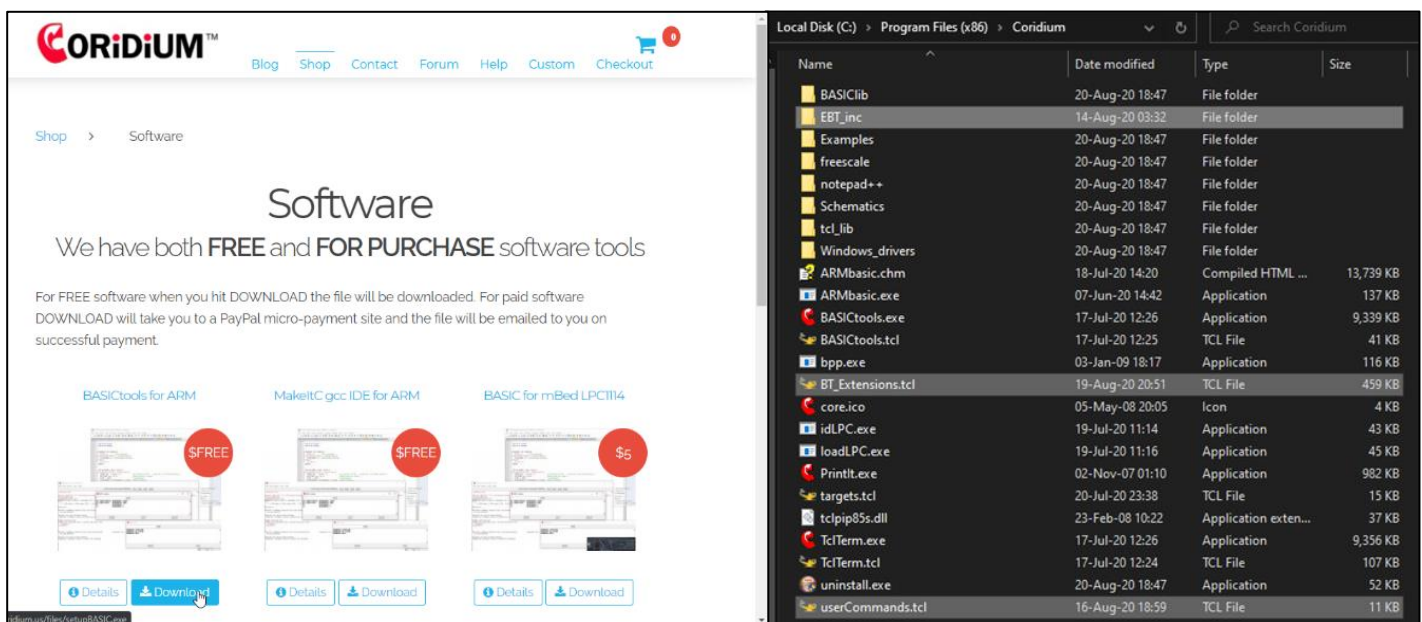 CORiDiUM™
0
Blog Shop Contact Forum Help Custom Checkout
Shop > Software
Software
We have both FREE and FOR PURCHASE software tools
For FREE software when you hit DOWNLOAD the file will be downloaded. For paid software
DOWNLOAD will take you to a PayPal micro-payment site and the file will be emailed to you on
successful payment.
BASICtools for ARM MakeItC gcc IDE for ARM BASIC for mBed LPC1114
$FREE $FREE $5
Details Download Details Download Details Download
ridium.us/files/setupBASIC.exe
Local Disk (C:) > Program Files (x86) > Coridium Search Coridium
Name Date modified Type Size
BASIClib 20-Aug-20 18:47 File folder
EBT_inc 14-Aug-20 03:32 File folder
Examples 20-Aug-20 18:47 File folder
freescale 20-Aug-20 18:47 File folder
notepad++ 20-Aug-20 18:47 File folder
Schematics 20-Aug-20 18:47 File folder
tcl_lib 20-Aug-20 18:47 File folder
Windows_drivers 20-Aug-20 18:47 File folder
ARMbasic.chm 18-Jul-20 14:20 Compiled HTML ... 13,739 KB
ARMbasic.exe 07-Jun-20 14:42 Application 137 KB
BASICtools.exe 17-Jul-20 12:26 Application 9,339 KB
BASICtools.tcl 17-Jul-20 12:25 TCL File 41 KB
bpp.exe 03-Jan-09 18:17 Application 116 KB
BT_Extensions.tcl 19-Aug-20 20:51 TCL File 459 KB
core.ico 05-May-08 20:05 Icon 4 KB
idLPC.exe 19-Jul-20 11:14 Application 43 KB
loadLPC.exe 19-Jul-20 11:16 Application 45 KB
PrintIt.exe 02-Nov-07 01:10 Application 982 KB
targets.tcl 20-Jul-20 23:38 TCL File 15 KB
tclpip85s.dll 23-Feb-08 10:22 Application exten... 37 KB
TclTerm.exe 17-Jul-20 12:26 Application 9,356 KB
TclTerm.tcl 17-Jul-20 12:24 TCL File 107 KB
uninstall.exe 20-Aug-20 18:47 Application 52 KB
userCommands.tcl 16-Aug-20 18:59 TCL File 11 KB